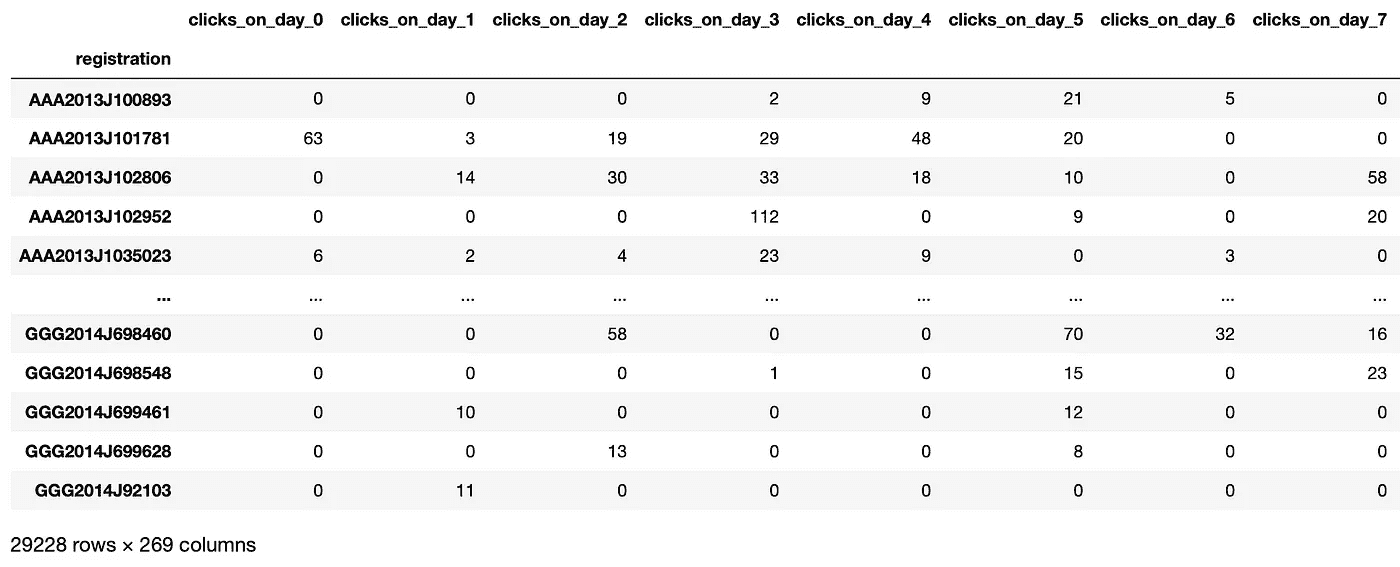 clicks_on_day_0 clicks_on_day_1 clicks_on_day_2 clicks_on_day_3 clicks_on_day_4 clicks_on_day_5 clicks_on_day_6 clicks_on_day_7
registration
AAA2013J100893 0 0 0 2 9 21 5 0
AAA2013J101781 63 3 19 29 48 20 0 0
AAA2013J102806 0 14 30 33 18 10 0 58
AAA2013J102952 0 0 0 112 0 9 0 20
AAA2013J1035023 6 2 4 23 9 0 3 0
... ... ... ... ... ... ... ... ...
GGG2014J698460 0 0 58 0 0 70 32 16
GGG2014J698548 0 0 0 1 0 15 0 23
GGG2014J699461 0 10 0 0 0 12 0 0
GGG2014J699628 0 0 13 0 0 8 0 0
GGG2014J92103 0 11 0 0 0 0 0 0
29228 rows × 269 columns